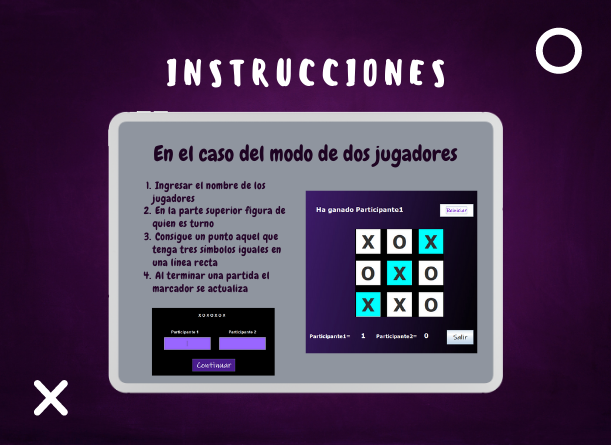 INSTRUCCIONES
En el caso del modo de dos jugadores
1. Ingresar el nombre de los
jugadores
2. En la parte superior figura de
quien es turno
3. Consigue un punto aquel que
tenga tres símbolos iguales en
una línea recta
4. Al terminar una partida el
marcador se actualiza
XOXOXOX
Participante 1 Participante 2
Continuar
Ha ganado Participante1
Reiniciar
X O X
O X O
X X O
Participante1= 1 Participante2= 0
Salir